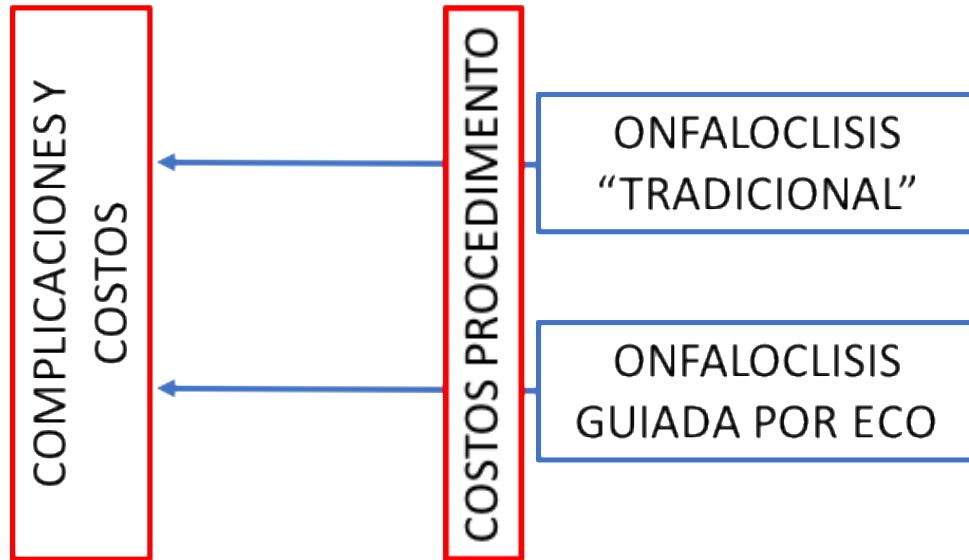 COMPLICACIONES Y
COSTOS
COSTOS PROCEDIMENTO
ONFALOCLISIS
“TRADICIONAL”
ONFALOCLISIS
GUIADA POR ECO